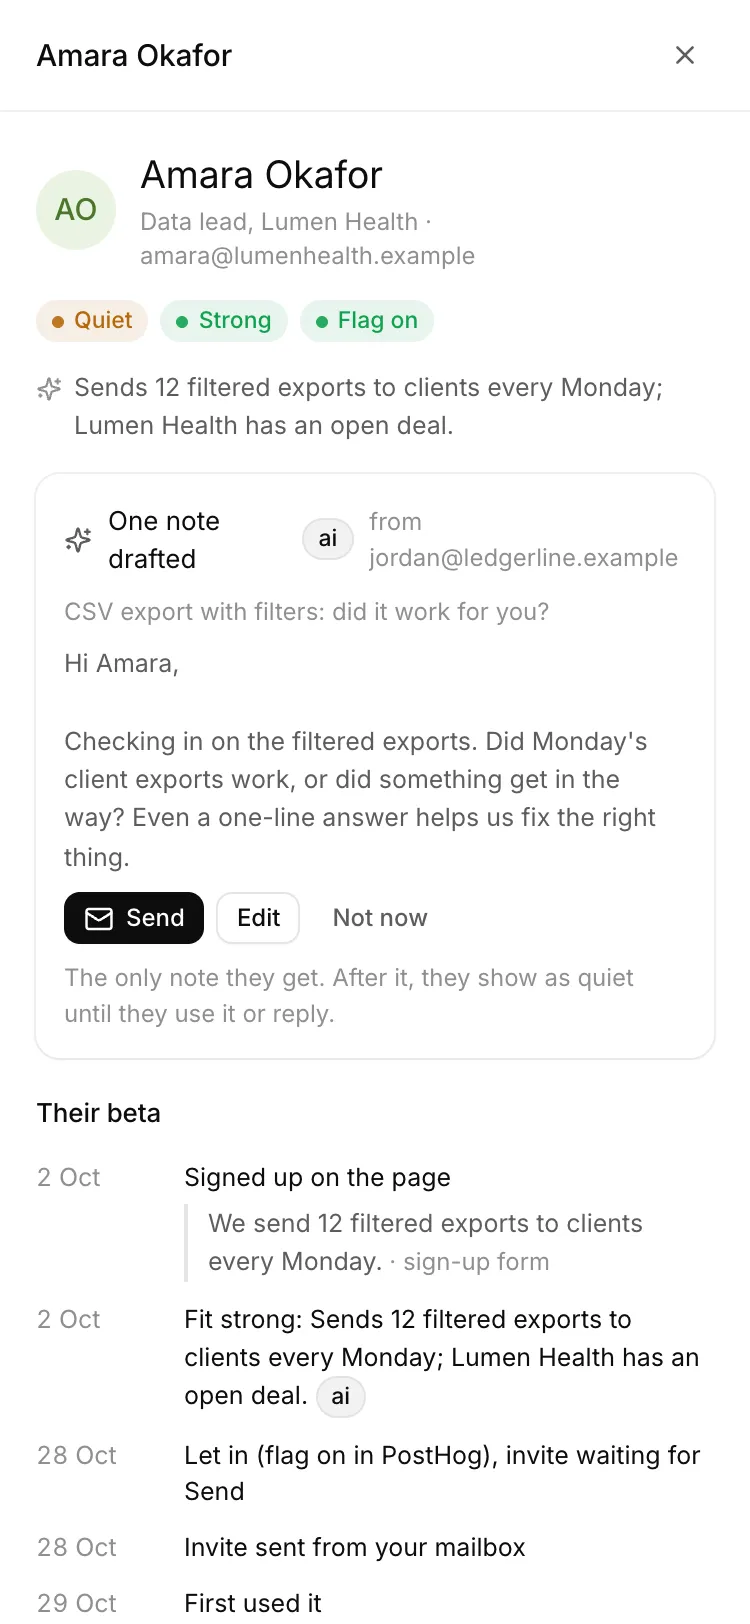 Amara Okafor
AO
Amara Okafor
Data lead, Lumen Health ·
amara@lumenhealth.example
Quiet
Strong
Flag on
Sends 12 filtered exports to clients every Monday;
Lumen Health has an open deal.
One note
drafted
ai
from
jordan@ledgerline.example
CSV export with filters: did it work for you?
Hi Amara,
Checking in on the filtered exports. Did Monday's
client exports work, or did something get in the
way? Even a one-line answer helps us fix the right
thing.
Send
Edit
Not now
The only note they get. After it, they show as quiet
until they use it or reply.
Their beta
2 Oct
Signed up on the page
We send 12 filtered exports to clients
every Monday. · sign-up form
2 Oct
Fit strong: Sends 12 filtered exports to
clients every Monday; Lumen Health has an
open deal. ai
28 Oct
Let in (flag on in PostHog), invite waiting for
Send
28 Oct
Invite sent from your mailbox
29 Oct
First used it